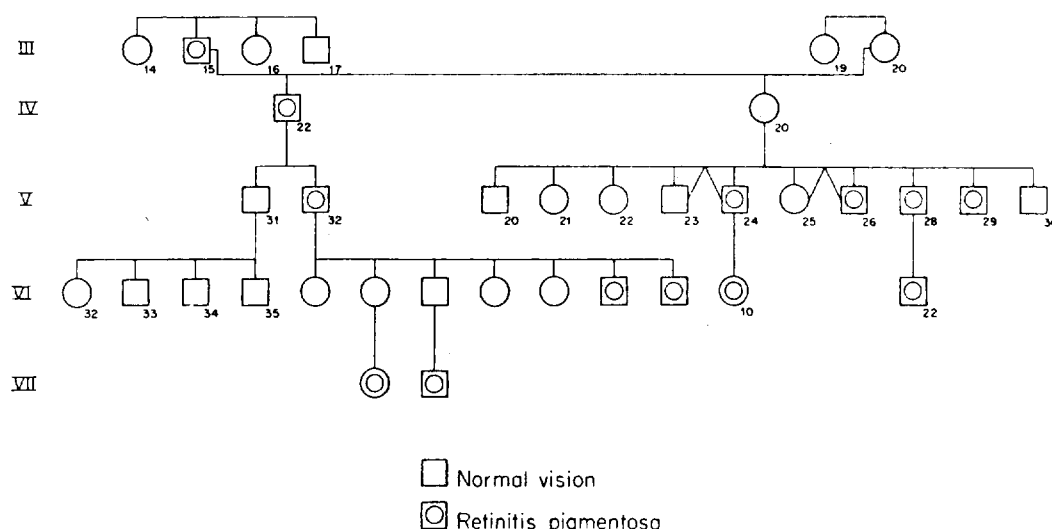 III 14 15 16 17 19 20
IV 22 20
V 31 32 20 21 22 23 24 25 26 28 29
VI 32 33 34 35 10 22
VII
Normal vision
Retinitis pigmentosa